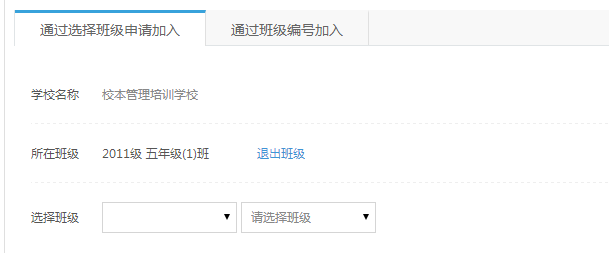 通过选择班级申请加入 通过班级编号加入
学校名称 校本管理培训学校
所在班级 2011级 五年级(1)班 退出班级
选择班级 请选择班级